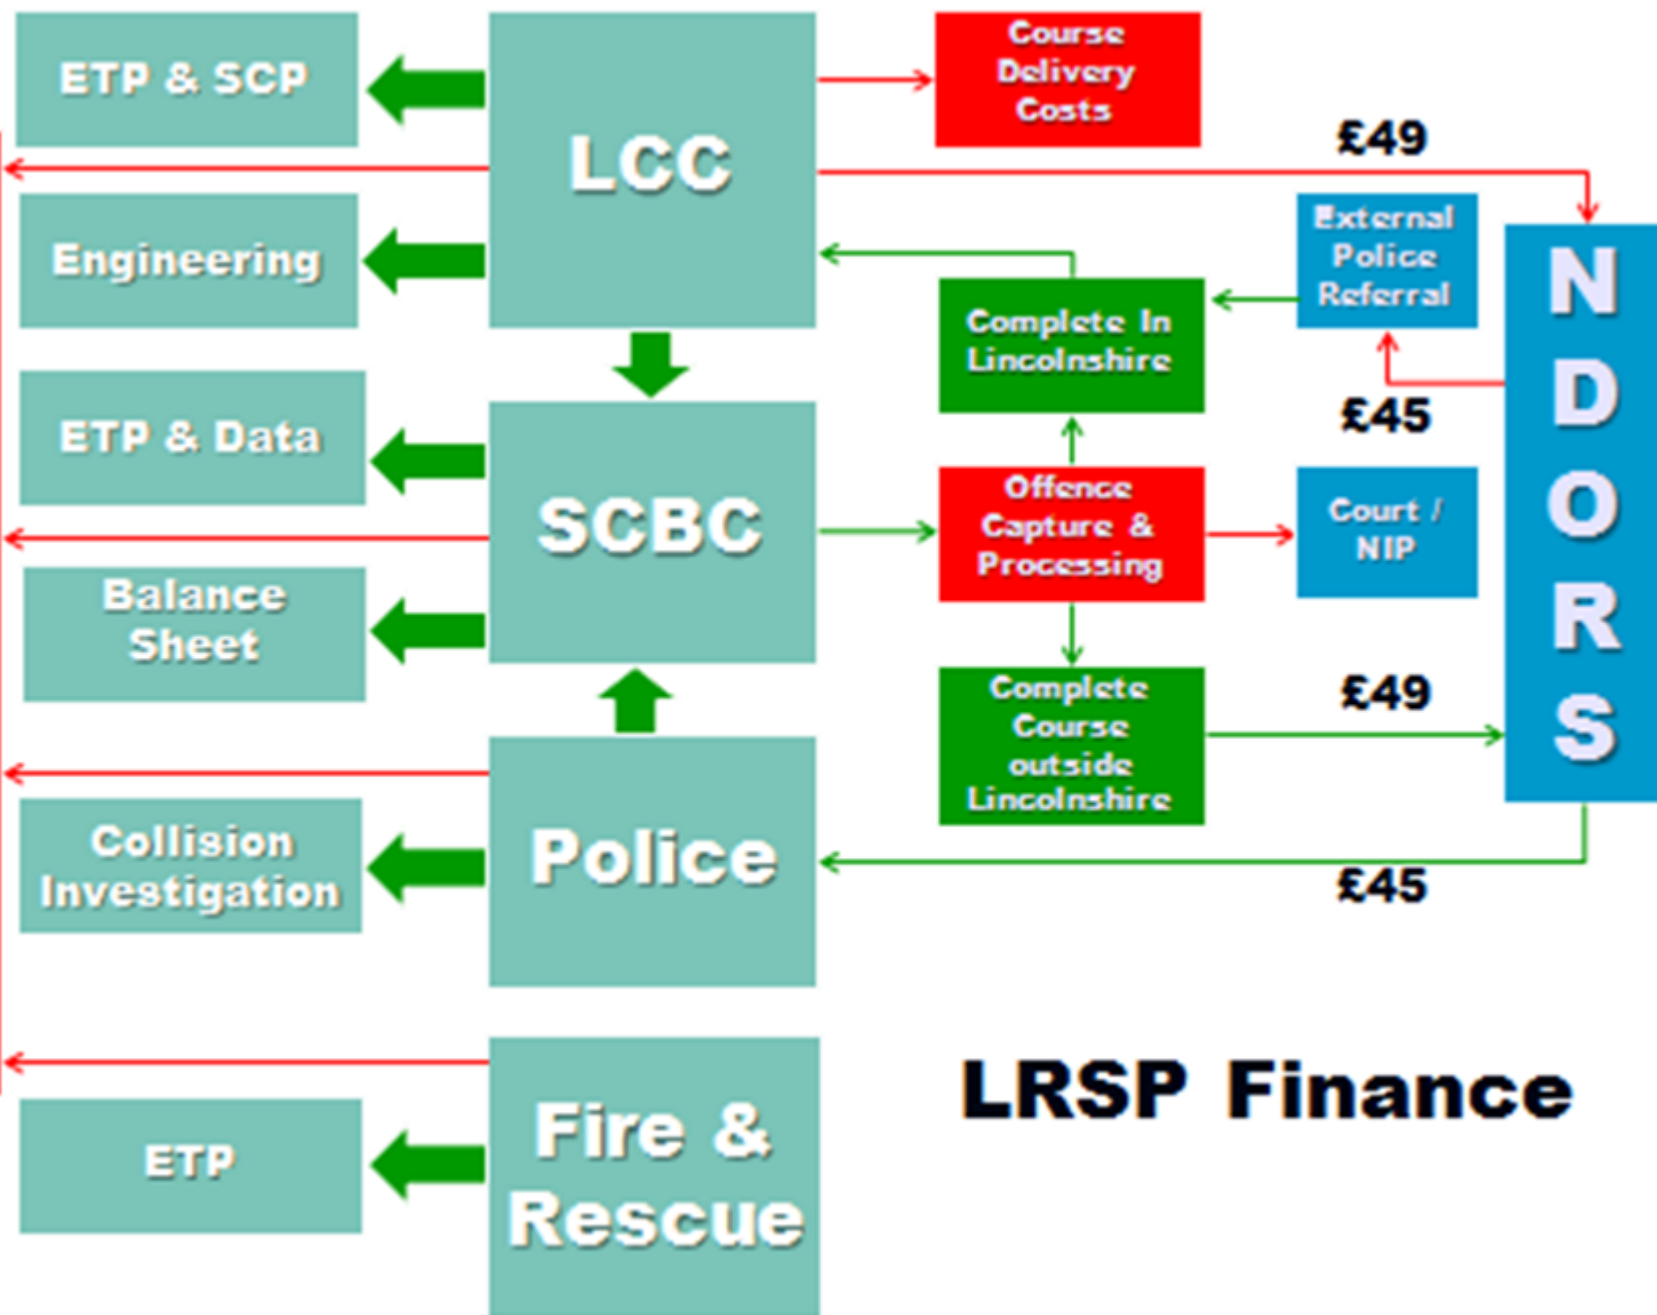 ETP & SCP
LCC
Course
Delivery
Costs
£49
Engineering
External
Police
Referral
N
D
O
R
S
Complete In
Lincolnshire
£45
ETP & Data
SCBC
Offence
Capture &
Processing
Court /
NIP
Balance
Sheet
Complete
Course
outside
Lincolnshire
£49
Collision
Investigation
Police
£45
LRSP Finance
ETP
Fire &
Rescue